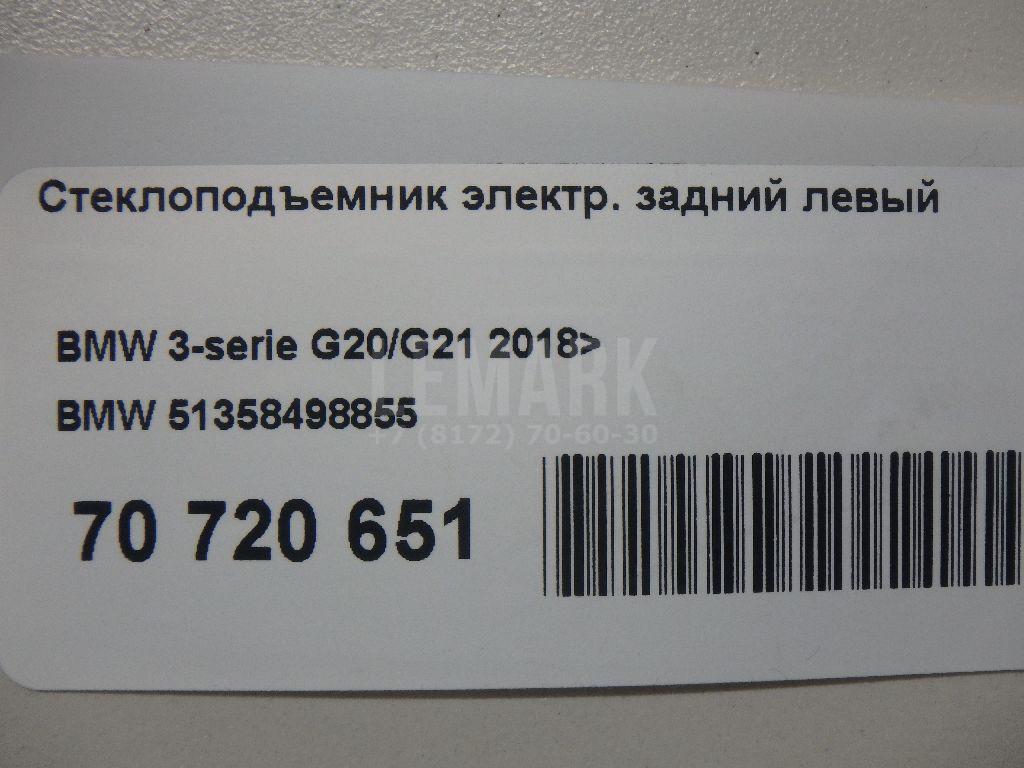 Стеклоподъемник электр. задний левый
BMW 3-serie G20/G21 2018>
BMW 51358498855
LEMARK
+7 (8172) 70-60-30
70 720 651